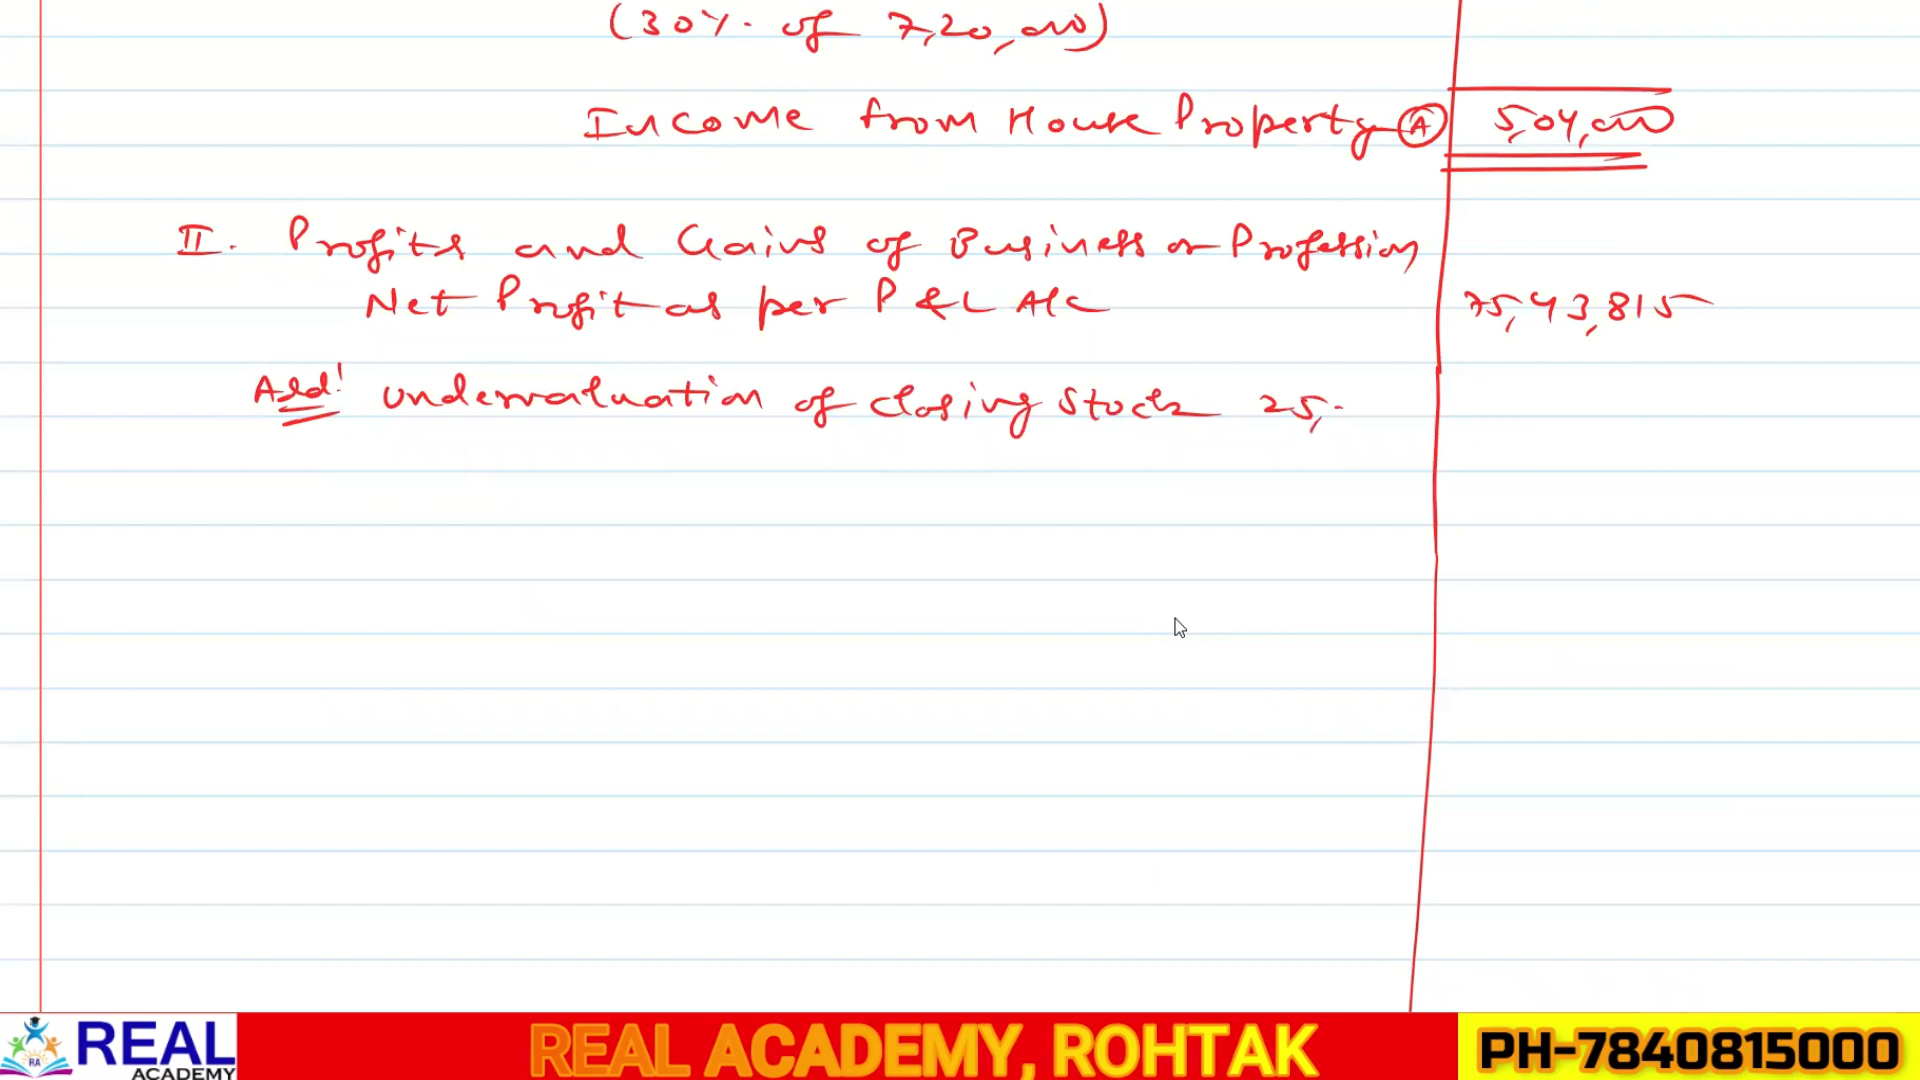 (30% of 7,20,000)
Income from House Property A 5,04,000
II. Profits and Gains of Business or Profession
Net Profit as per P & L A/C 75,43,815
Add: Undervaluation of closing Stock 25,
REAL
ACADEMY
RA
REAL ACADEMY, ROHTAK
PH-7840815000